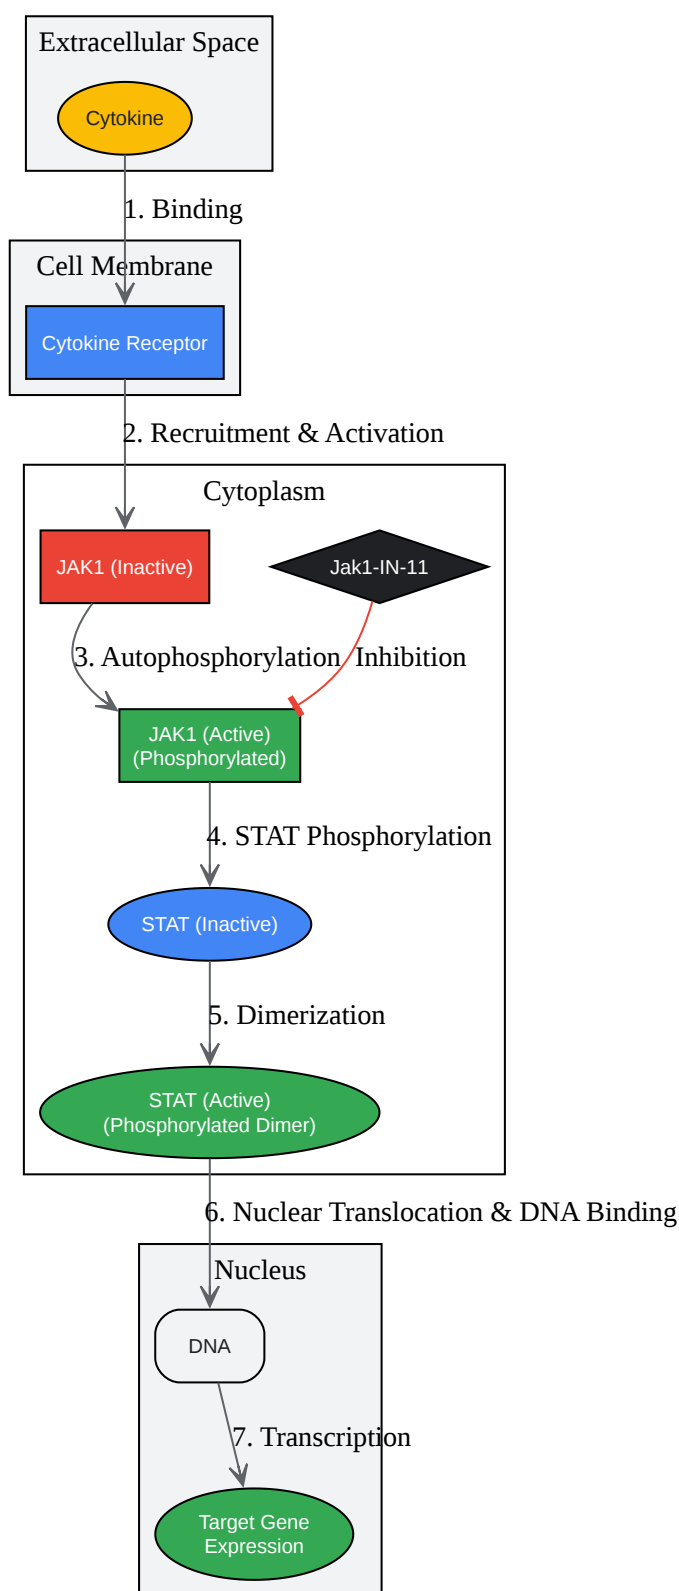 Extracellular Space
Cytokine
1. Binding
Cell Membrane
Cytokine Receptor
2. Recruitment & Activation
Cytoplasm
JAK1 (Inactive)
Jak1-IN-11
3. Autophosphorylation
Inhibition
JAK1 (Active)
(Phosphorylated)
4. STAT Phosphorylation
STAT (Inactive)
5. Dimerization
STAT (Active)
(Phosphorylated Dimer)
6. Nuclear Translocation & DNA Binding
Nucleus
DNA
7. Transcription
Target Gene
Expression